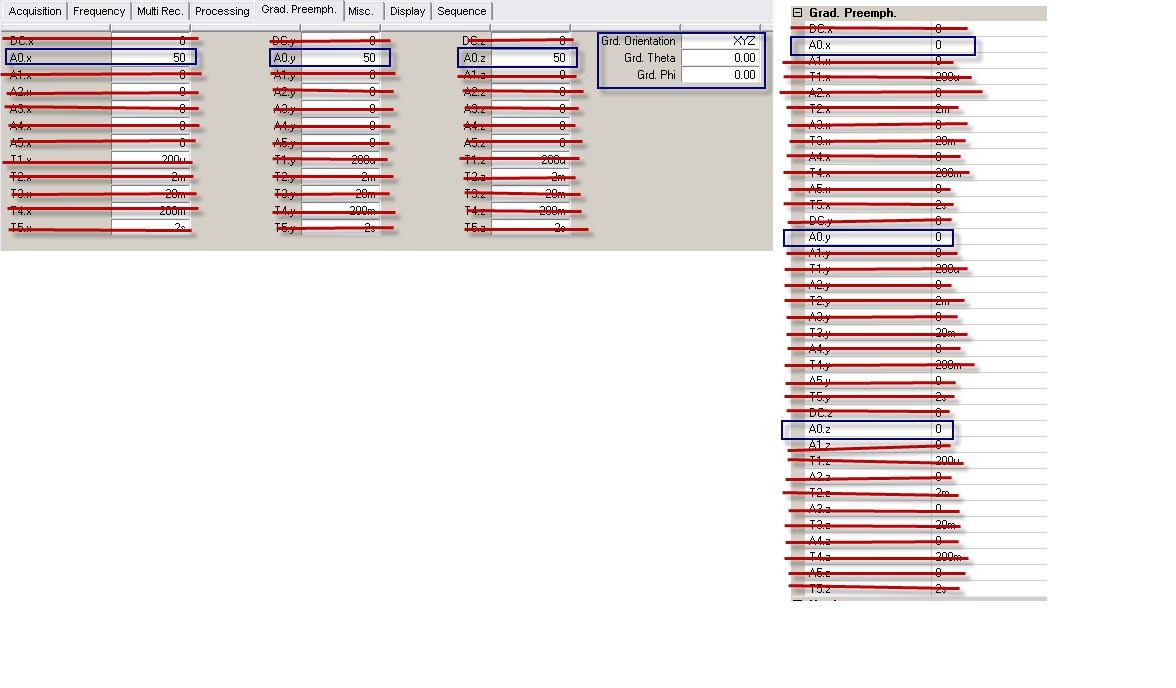 Acquisition Frequency Multi Rec. Processing Grad. Preemph. Misc. Display Sequence
DC.x 0 DC.y 0 DC.z 0 Grd. Orientation XYZ
A0.x 50 A0.y 50 A0.z 50 Grd. Theta 0.00
A1.x 0 A1.y 0 A1.z 0 Grd. Phi 0.00
A2.x 0 A2.y 0 A2.z 0
A3.x 0 A3.y 0 A3.z 0
A4.x 0 A4.y 0 A4.z 0
A5.x 0 A5.y 0 A5.z 0
T1.x 200u T1.y 200u T1.z 200u
T2.x 2m T2.y 2m T2.z 2m
T3.x 20m T3.y 20m T3.z 20m
T4.x 200m T4.y 200m T4.z 200m
T5.x 2s T5.y 2s T5.z 2s
Grad. Preemph.
DC.x 0
A0.x 0
A1.x 0
T1.x 200u
A2.x 0
T2.x 2m
A3.x 0
T3.x 20m
A4.x 0
T4.x 200m
A5.x 0
T5.x 2s
DC.y 0
A0.y 0
A1.y 0
T1.y 200u
A2.y 0
T2.y 2m
A3.y 0
T3.y 20m
A4.y 0
T4.y 200m
A5.y 0
T5.y 2s
DC.z 0
A0.z 0
A1.z 0
T1.z 200u
A2.z 0
T2.z 2m
A3.z 0
T3.z 20m
A4.z 0
T4.z 200m
A5.z 0
T5.z 2s